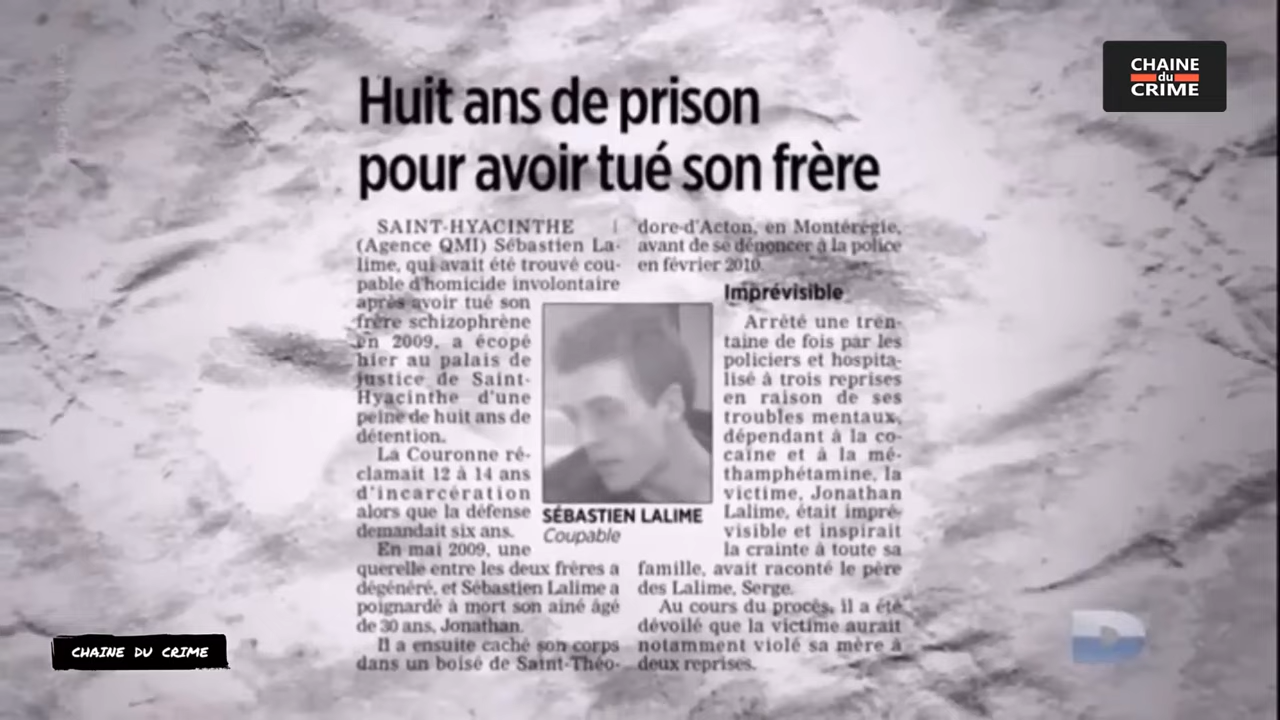 CHAINE
du
CRIME
Huit ans de prison
pour avoir tué son frère
SAINT-HYACINTHE |
(Agence QMI) Sébastien La-
lime, qui avait été trouvé cou-
pable d'homicide involontaire
après avoir tué son
frère schizophrène
en 2009, a écopé
hier au palais de
justice de Saint-
Hyacinthe d'une
peine de huit ans de
détention.
La Couronne ré-
clamait 12 à 14 ans
d'incarcération
alors que la défense
demandait six ans.
En mai 2009, une
querelle entre les deux frères a
dégénéré, et Sébastien Lalime a
poignardé à mort son aîné âgé
de 30 ans, Jonathan.
Il a ensuite caché son corps
dans un boisé de Saint-Théo-
SÉBASTIEN LALIME
Coupable
dore-d'Acton, en Montérégie,
avant de se dénoncer à la police
en février 2010.
Imprévisible
Arrêté une tren-
taine de fois par les
policiers et hospita-
lisé à trois reprises
en raison de ses
troubles mentaux,
dépendant à la co-
caïne et à la mé-
thamphétamine, la
victime, Jonathan
Lalime, était impré-
visible et inspirait
la crainte à toute sa
famille, avait raconté le père
des Lalime, Serge.
Au cours du procès, il a été
dévoilé que la victime aurait
notamment violé sa mère à
deux reprises.
CHAINE DU CRIME
D